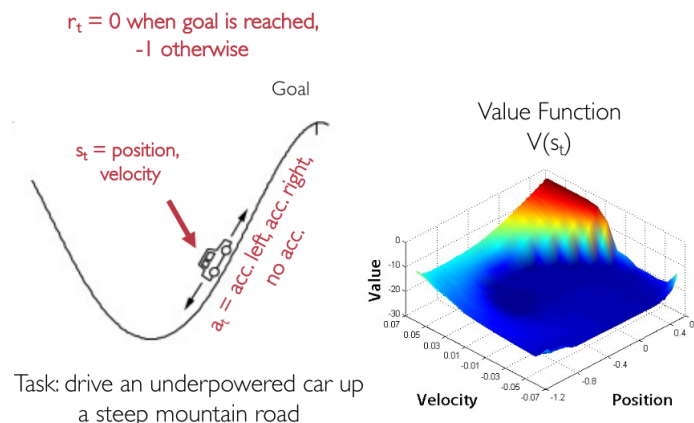 r_t = 0 when goal is reached,
-1 otherwise
Goal
s_t = position,
velocity
a_t = acc. left, acc. right,
no acc.
Task: drive an underpowered car up
a steep mountain road
Value Function
V(s_t)
Value
0
-10
-20
-30
0.07
0.05
0.03
0.01
-0.01
-0.03
-0.05
-0.07
Velocity
-1.2
-0.8
-0.4
0
0.4
Position